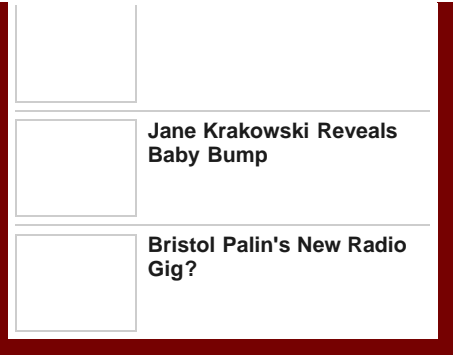 Jane Krakowski Reveals
Baby Bump
Bristol Palin's New Radio
Gig?